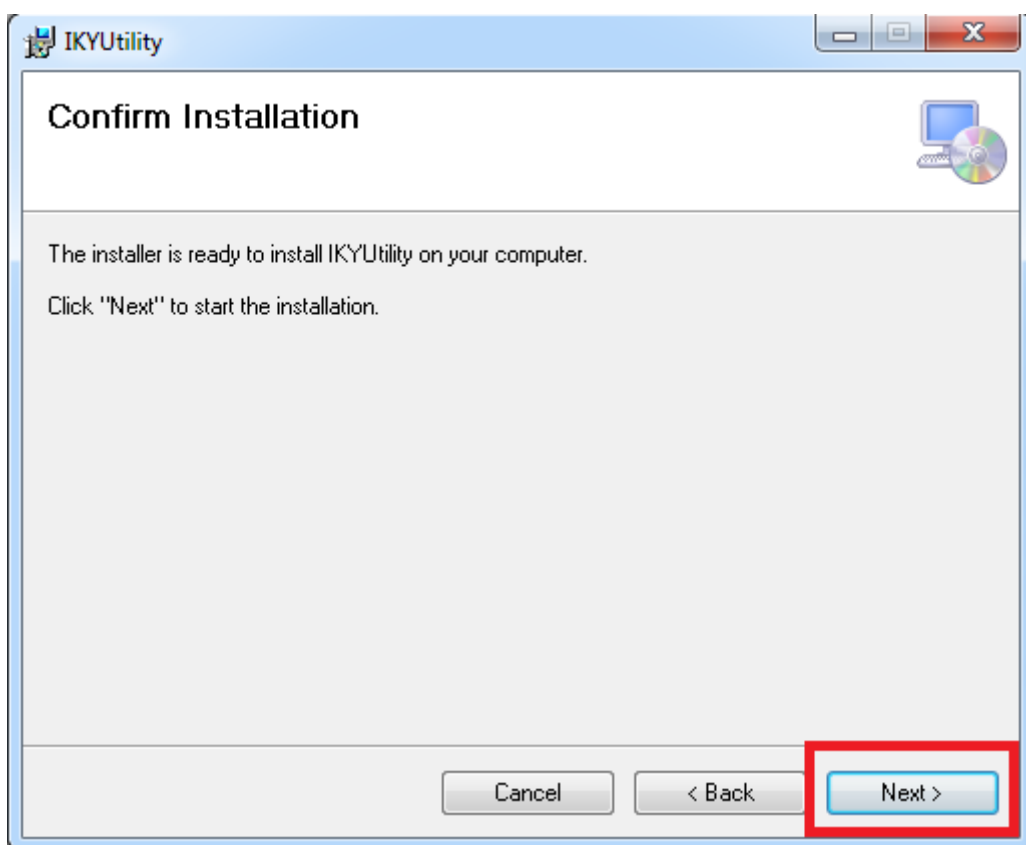 IKYUtility
Confirm Installation
The installer is ready to install IKYUtility on your computer.
Click "Next" to start the installation.
Cancel
< Back
Next >